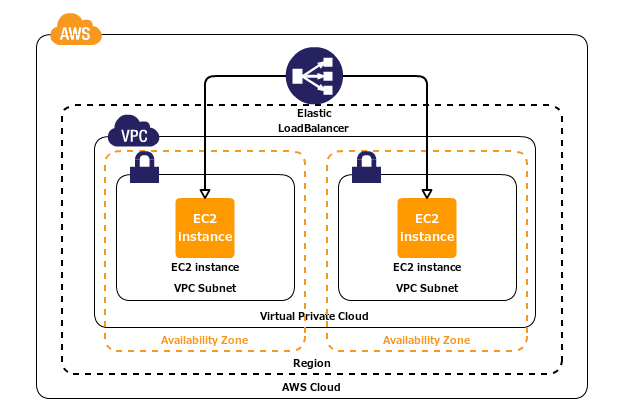 AWS
Elastic
LoadBalancer
VPC
EC2
instance
EC2 instance
VPC Subnet
EC2
instance
EC2 instance
VPC Subnet
Virtual Private Cloud
Availability Zone
Availability Zone
Region
AWS Cloud